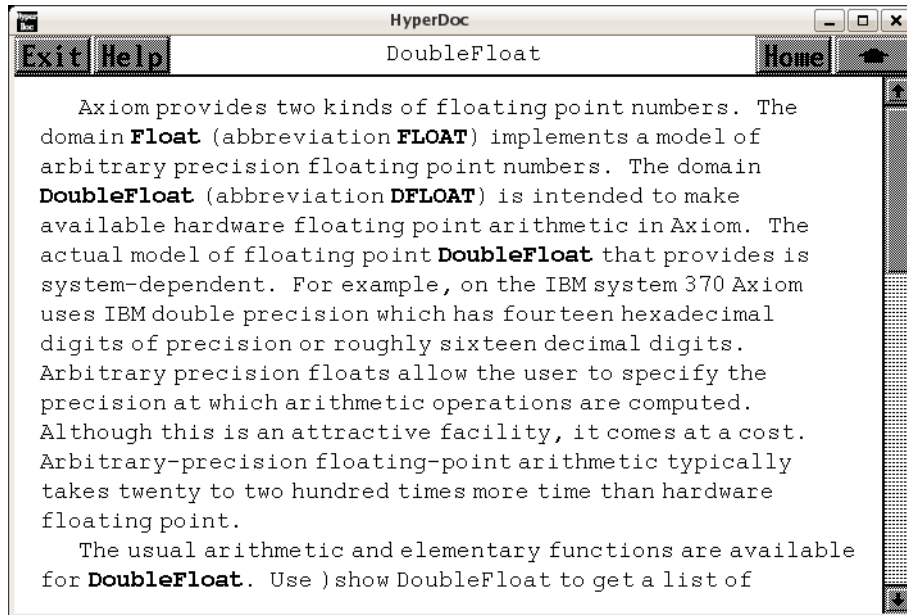 Hyper Doc
HyperDoc
Exit Help DoubleFloat Home
Axiom provides two kinds of floating point numbers. The
domain Float (abbreviation FLOAT) implements a model of
arbitrary precision floating point numbers. The domain
DoubleFloat (abbreviation DFLOAT) is intended to make
available hardware floating point arithmetic in Axiom. The
actual model of floating point DoubleFloat that provides is
system-dependent. For example, on the IBM system 370 Axiom
uses IBM double precision which has fourteen hexadecimal
digits of precision or roughly sixteen decimal digits.
Arbitrary precision floats allow the user to specify the
precision at which arithmetic operations are computed.
Although this is an attractive facility, it comes at a cost.
Arbitrary-precision floating-point arithmetic typically
takes twenty to two hundred times more time than hardware
floating point.
The usual arithmetic and elementary functions are available
for DoubleFloat. Use )show DoubleFloat to get a list of